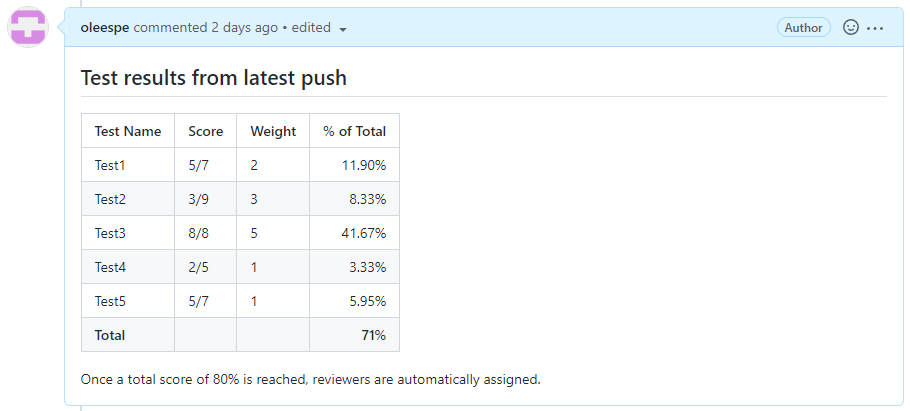 oleespe commented 2 days ago • edited Author
Test results from latest push
Test Name Score Weight % of Total
Test1 5/7 2 11.90%
Test2 3/9 3 8.33%
Test3 8/8 5 41.67%
Test4 2/5 1 3.33%
Test5 5/7 1 5.95%
Total 71%
Once a total score of 80% is reached, reviewers are automatically assigned.